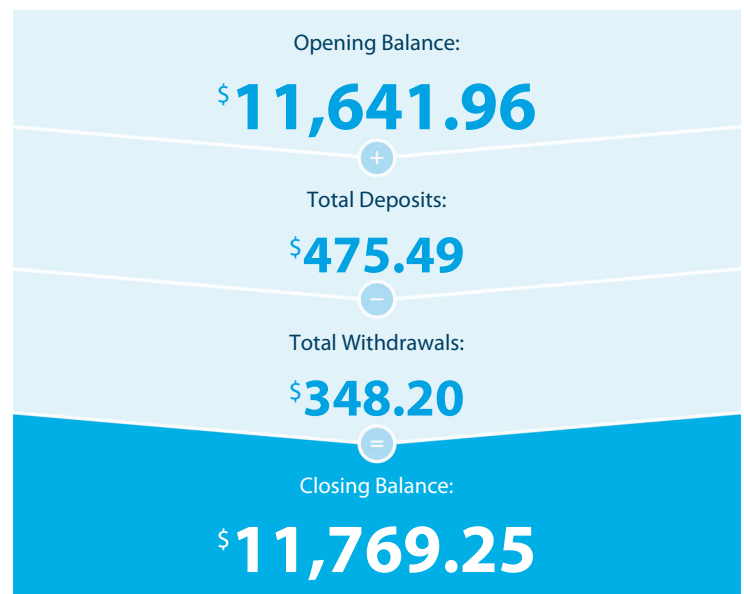 Opening Balance:
$11,641.96
+
Total Deposits:
$475.49
−
Total Withdrawals:
$348.20
=
Closing Balance:
$11,769.25